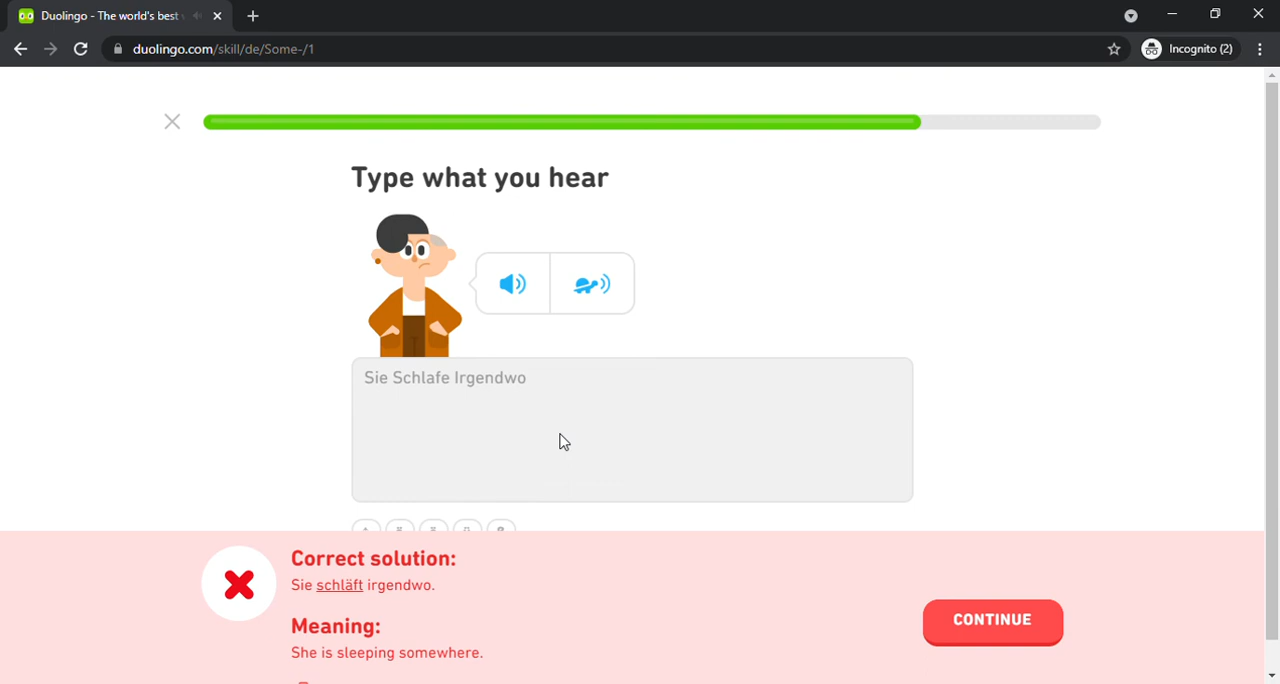 Duolingo - The world's best
duolingo.com/skill/de/Some-/1
Incognito (2)
Type what you hear
Sie Schlafe Irgendwo
Correct solution:
Sie schläft irgendwo.
Meaning:
She is sleeping somewhere.
CONTINUE